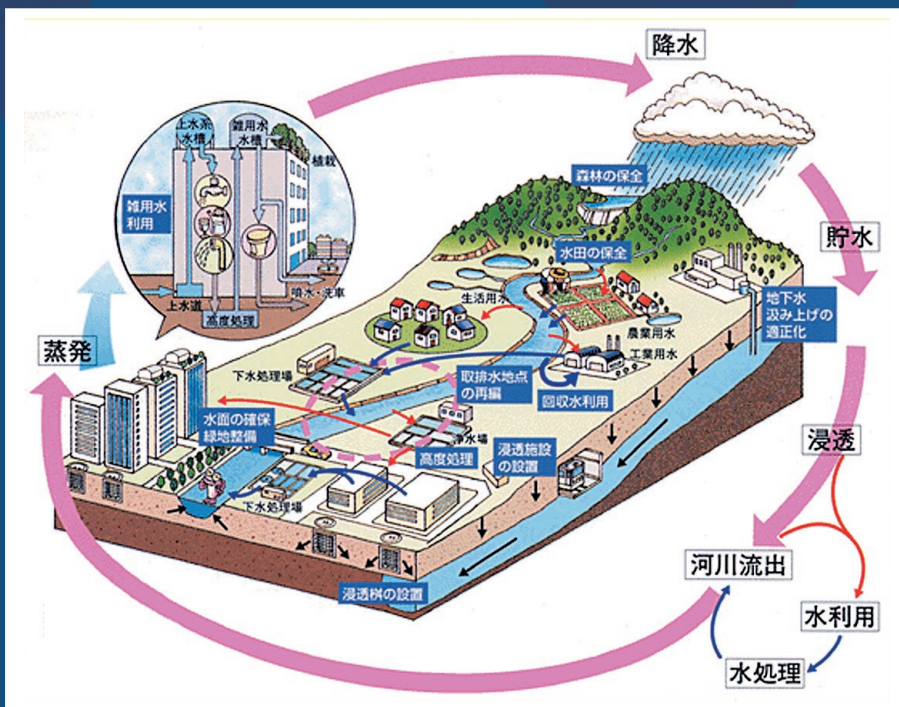 降水
上水系
水槽
雑用水
水槽
植栽
雑用水
利用
上水道
高度処理
噴水・洗車
森林の保全
水田の保全
貯水
地下水
汲み上げの
適正化
生活用水
農業用水
工業用水
蒸発
下水処理場
取排水地点
の再編
回収水利用
水面の確保
緑地整備
浄水場
高度処理
浸透施設
の設置
浸透
下水処理場
浸透桝の設置
河川流出
水利用
水処理